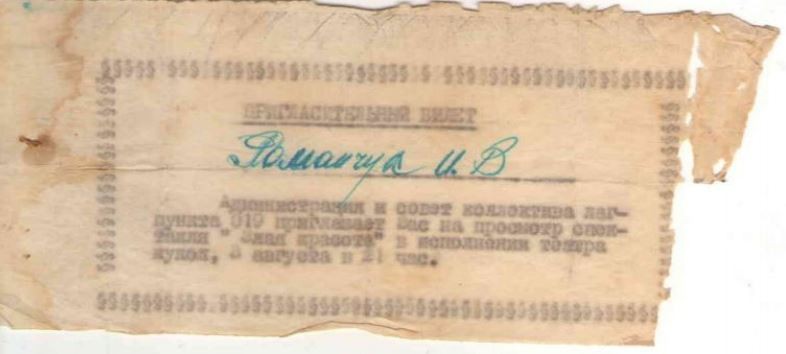 §§§§§ §§§§§§§§§§§§§§§§§§§§§§§§§§§§§§§
ПРИГЛАСИТЕЛЬНЫЙ БИЛЕТ
Романчук И. В
Администрация и совет коллектива лаг-
пункта 019 приглашает Вас на просмотр спек-
такля " Злая красота" в исполнении театра
кукол, августа в час.